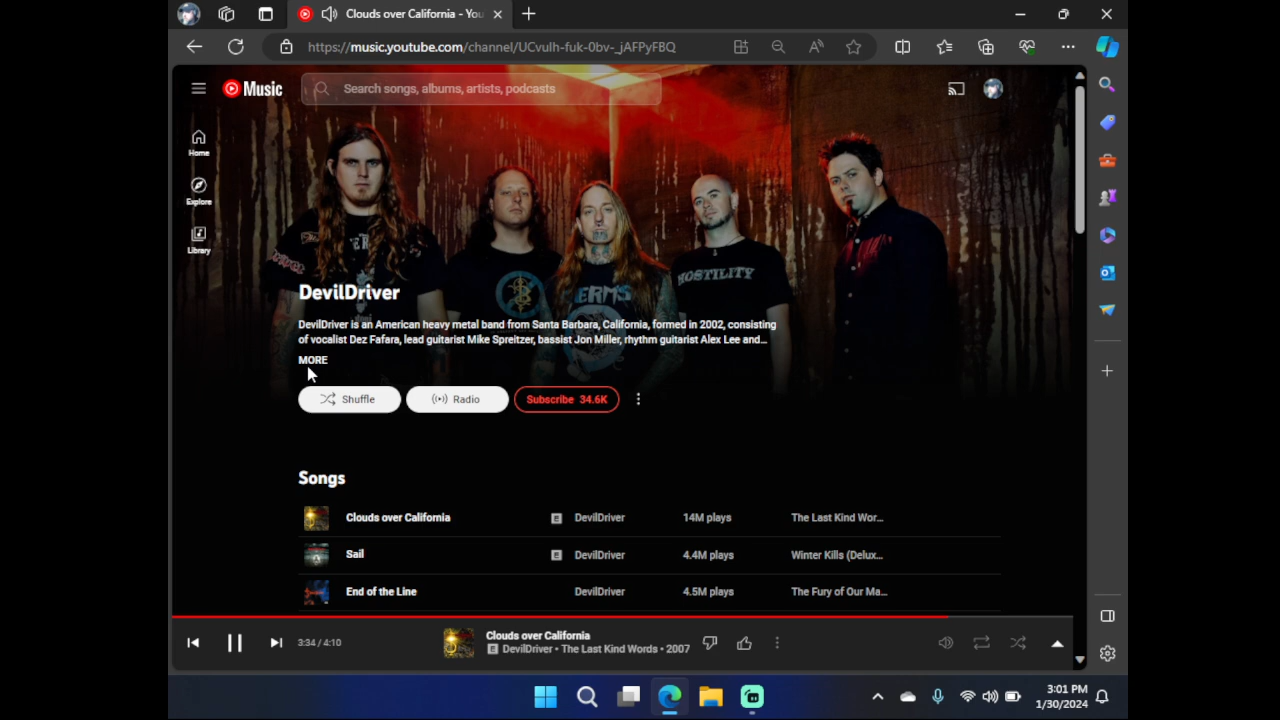 Clouds over California - You
https://music.youtube.com/channel/UCvulh-fuk-0bv-_jAFPyFBQ
Music
Search songs, albums, artists, podcasts
Home
Explore
Library
HOSTILITY
DevilDriver
DevilDriver is an American heavy metal band from Santa Barbara, California, formed in 2002, consisting
of vocalist Dez Fafara, lead guitarist Mike Spreitzer, bassist Jon Miller, rhythm guitarist Alex Lee and...
MORE
Shuffle
Radio
Subscribe 34.6K
Songs
Clouds over California E DevilDriver 14M plays The Last Kind Wor...
Sail E DevilDriver 4.4M plays Winter Kills (Delux...
End of the Line DevilDriver 4.5M plays The Fury of Our Ma...
3:34 / 4:10
Clouds over California
E DevilDriver • The Last Kind Words • 2007
3:01 PM
1/30/2024